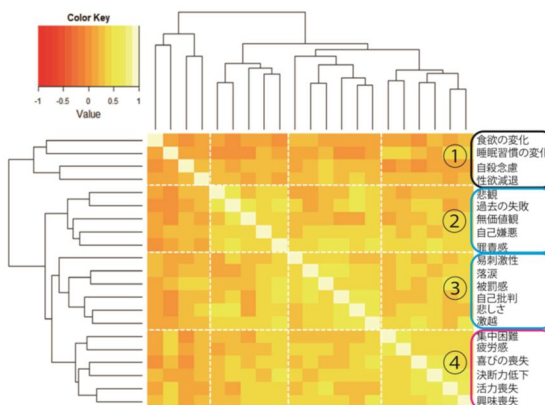 Color Key
-1 -0.5 0 0.5 1
Value
①
食欲の変化
睡眠習慣の変化
自殺念慮
性欲減退
②
悲観
過去の失敗
無価値観
自己嫌悪
罪責感
③
易刺激性
落涙
被罰感
自己批判
悲しさ
激越
④
集中困難
疲労感
喜びの喪失
決断力低下
活力喪失
興味喪失